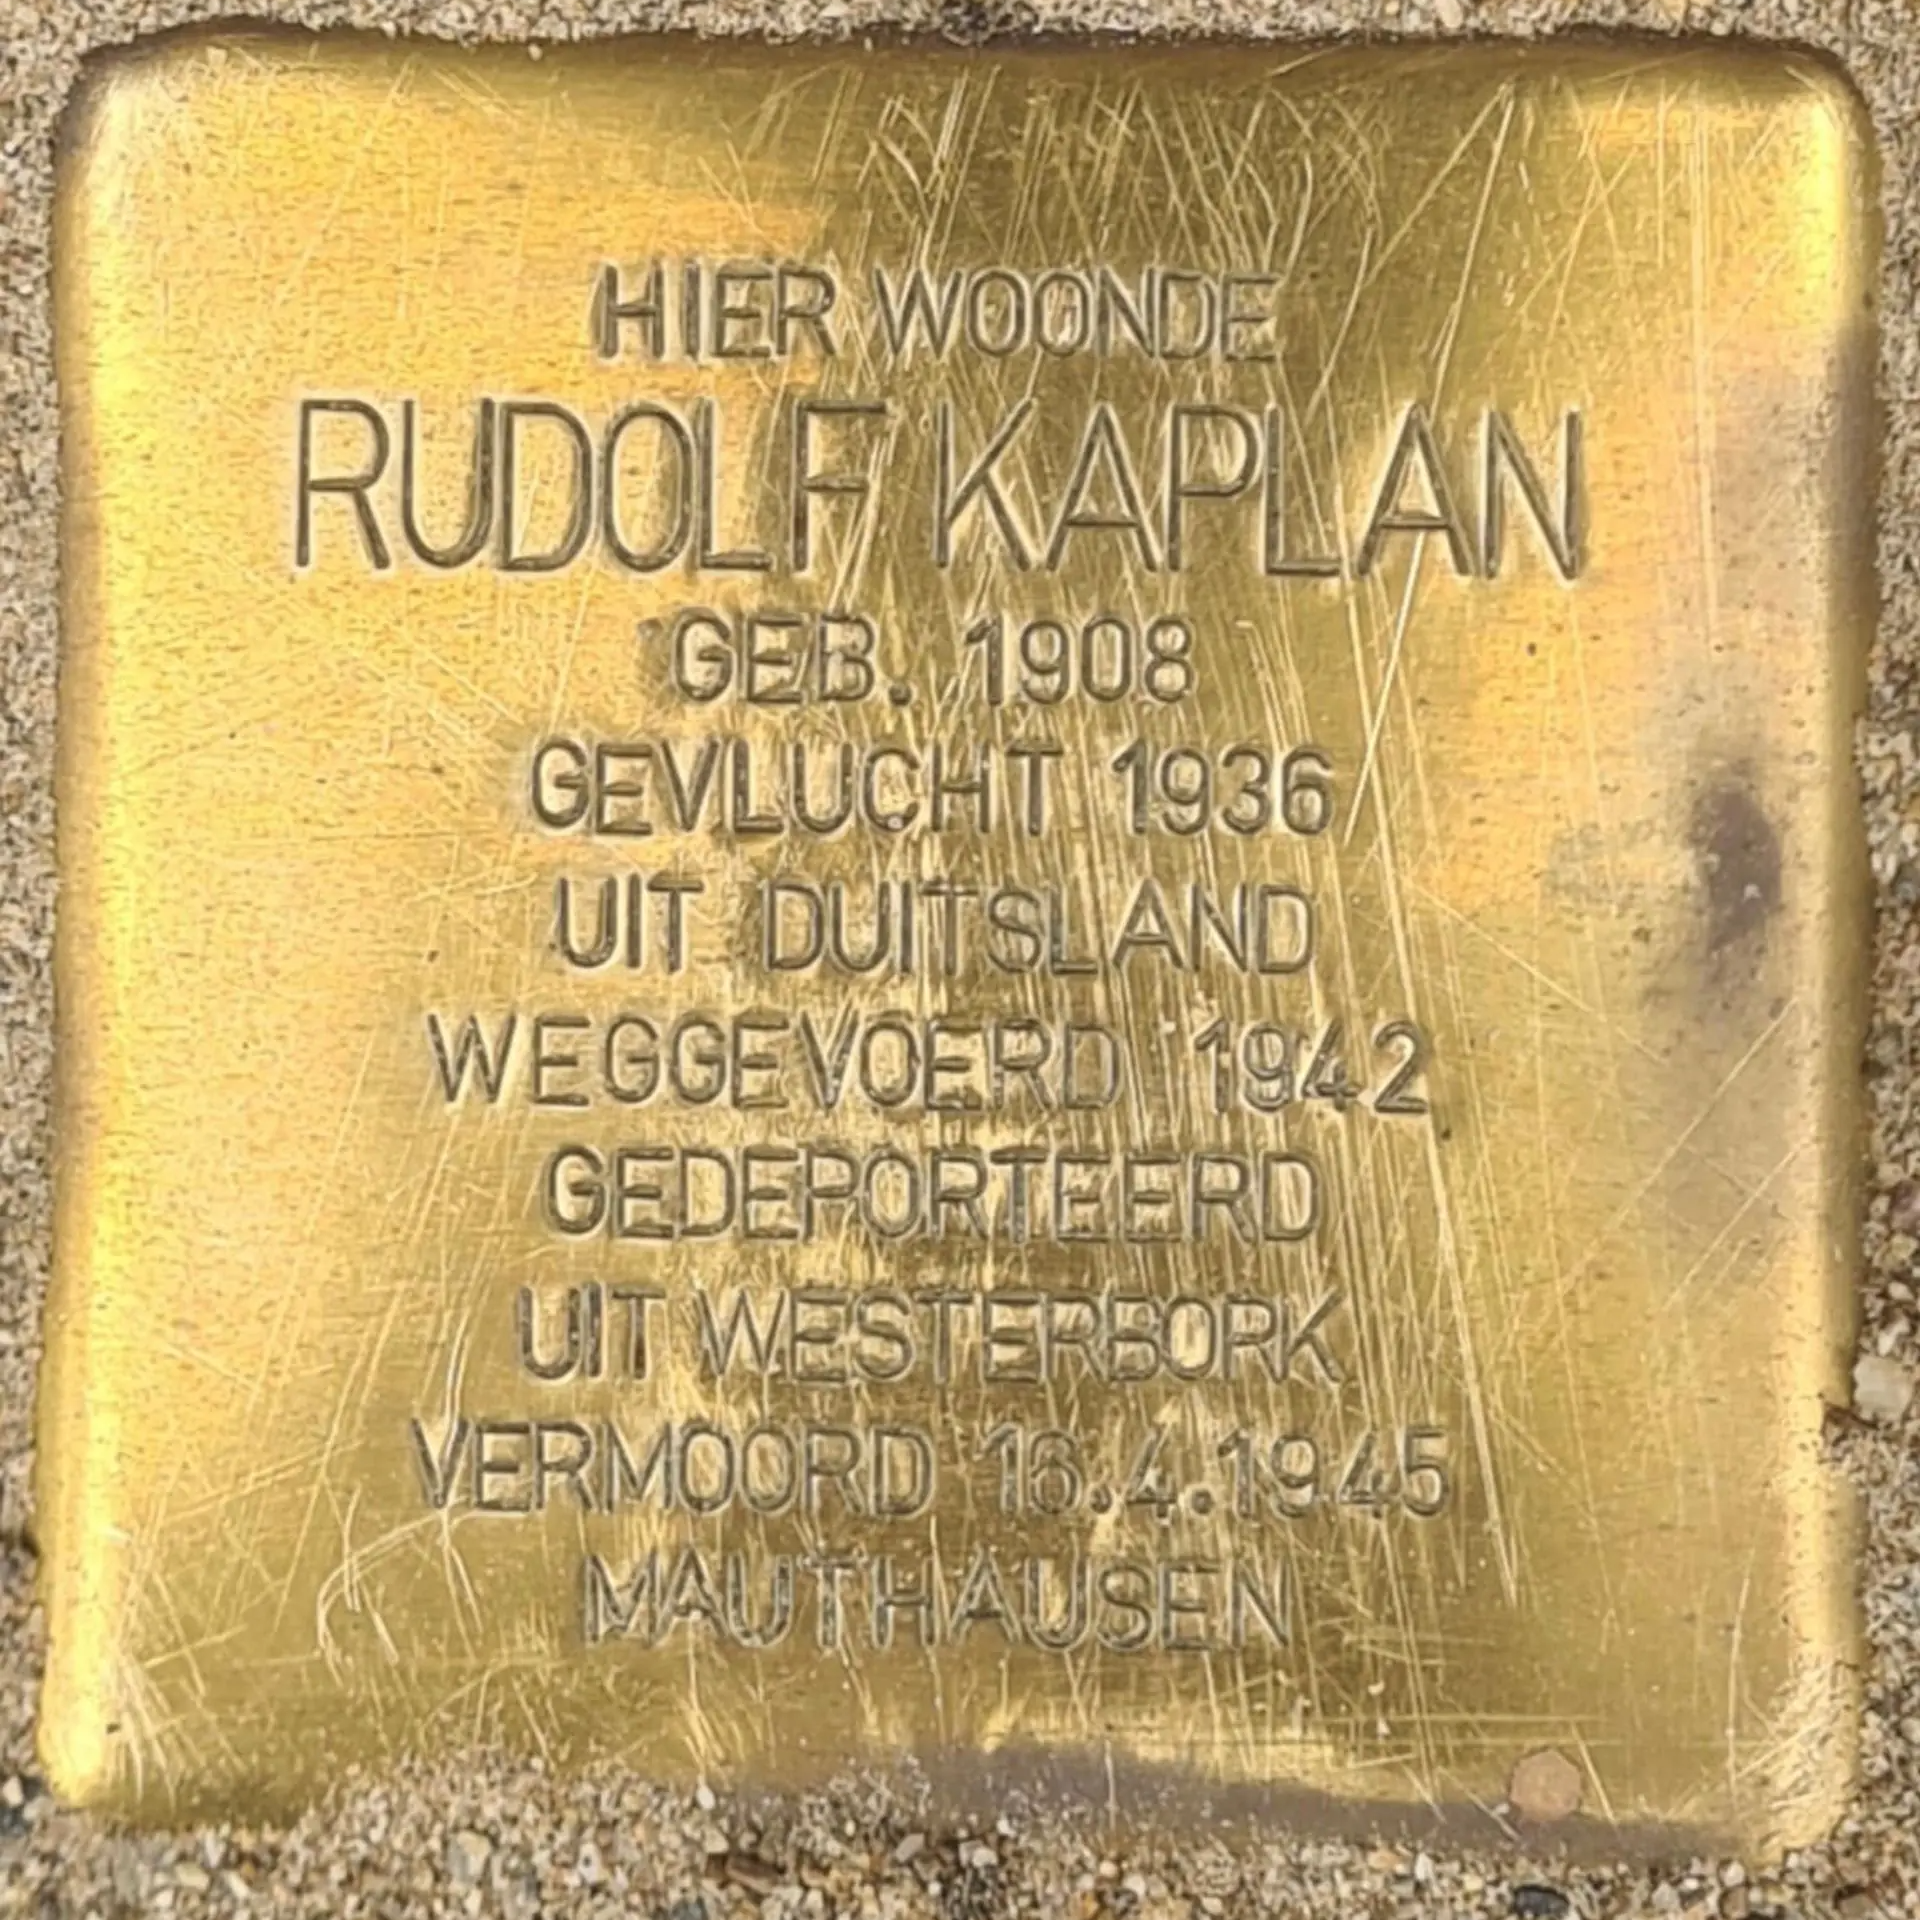 HIER WOONDE
RUDOLF KAPLAN
GEB. 1908
GEVLUCHT 1936
UIT DUITSLAND
WEGGEVOERD 1942
GEDEPORTEERD
UIT WESTERBORK
VERMOORD 16.4.1945
MAUTHAUSEN